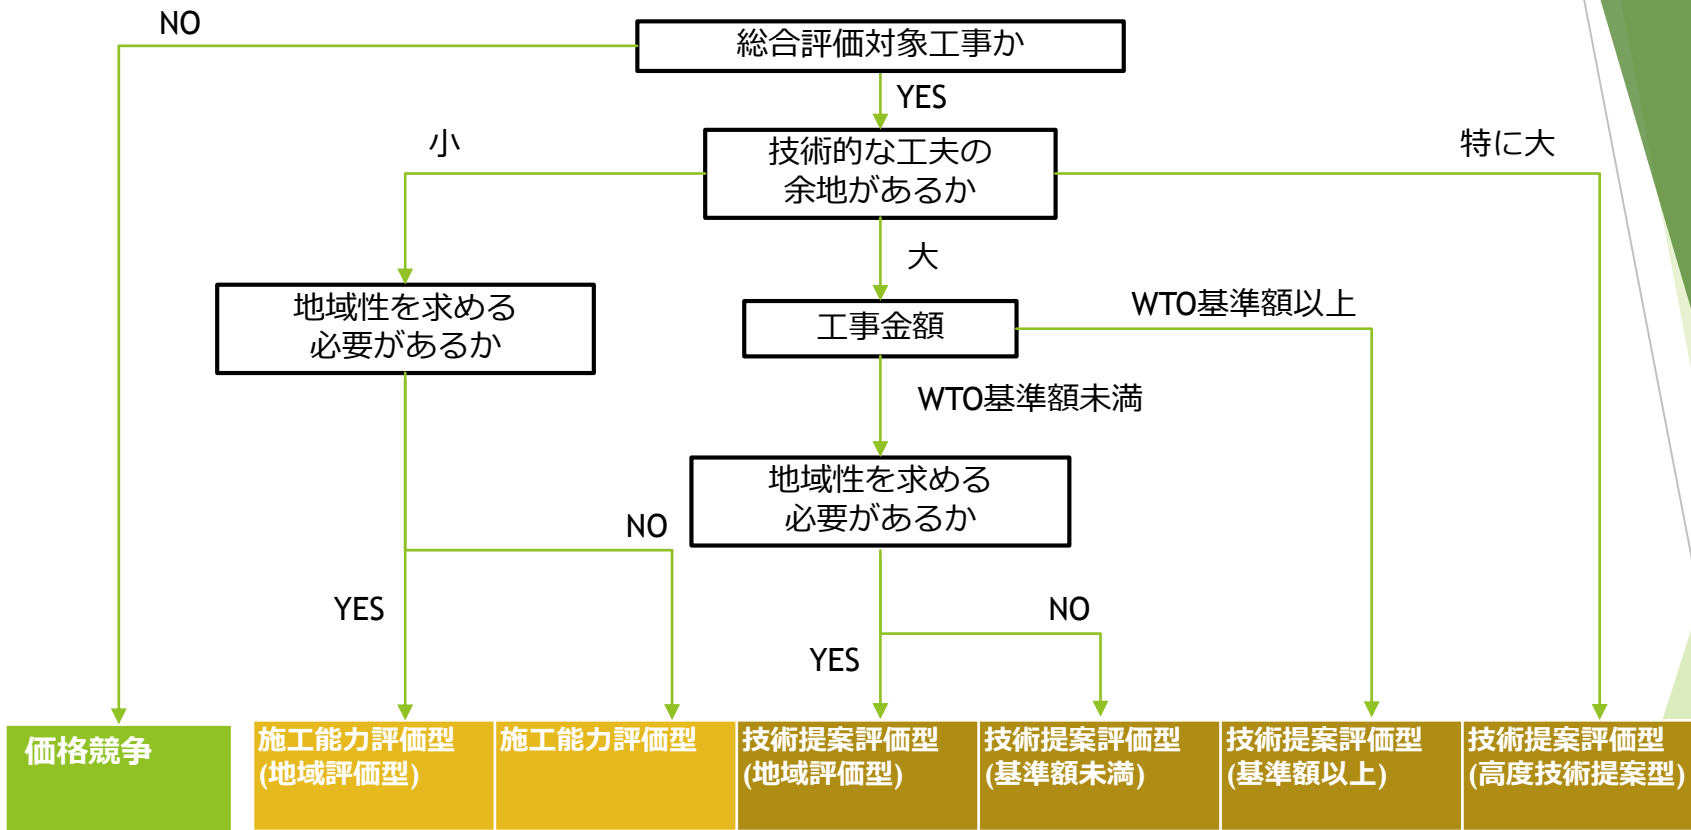 NO
総合評価対象工事か
YES
小
技術的な工夫の
余地があるか
特に大
大
地域性を求める
必要があるか
工事金額
WTO基準額以上
WTO基準額未満
地域性を求める
必要があるか
NO
YES
NO
YES
価格競争
施工能力評価型
(地域評価型)
施工能力評価型
技術提案評価型
(地域評価型)
技術提案評価型
(基準額未満)
技術提案評価型
(基準額以上)
技術提案評価型
(高度技術提案型)